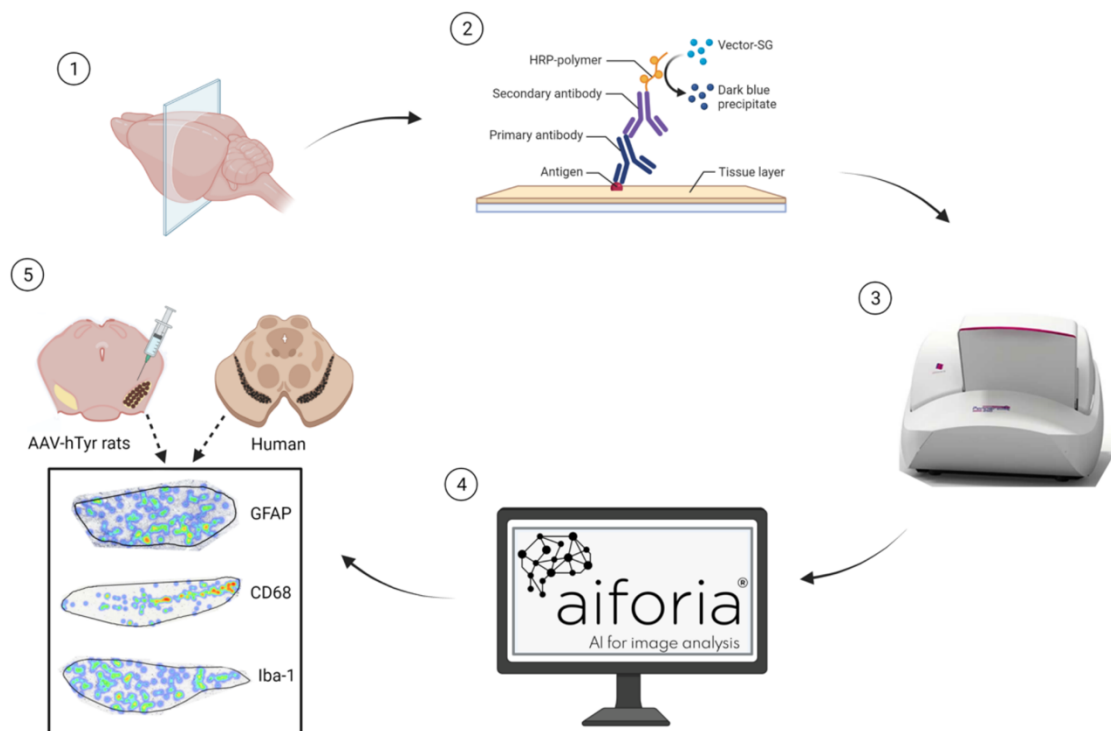 1
2
HRP-polymer
Vector-SG
Secondary antibody
Dark blue
precipitate
Primary antibody
Antigen
Tissue layer
3
4
aiforia®
AI for image analysis
5
AAV-hTyr rats
Human
GFAP
CD68
Iba-1